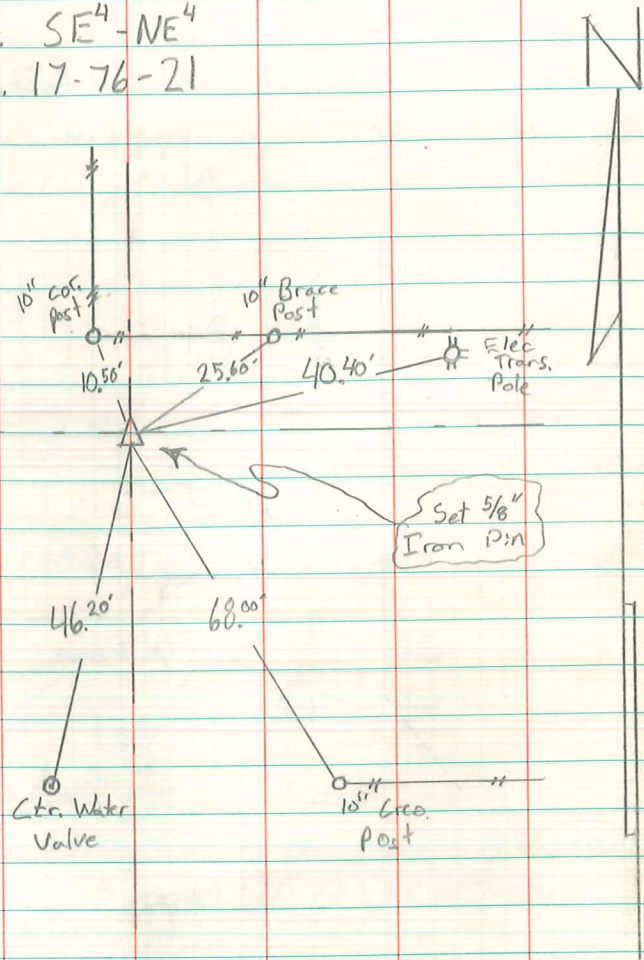 SE⁴-NE⁴
N
17-76-21
10" Cor.
Post
10" Brace
Post
Elec
Trans.
Pole
10.50'
25.60'
40.40'
Set 5/8"
Iron Pin
46.20'
68.00'
Ctr. Water
Valve
10" Creo.
Post